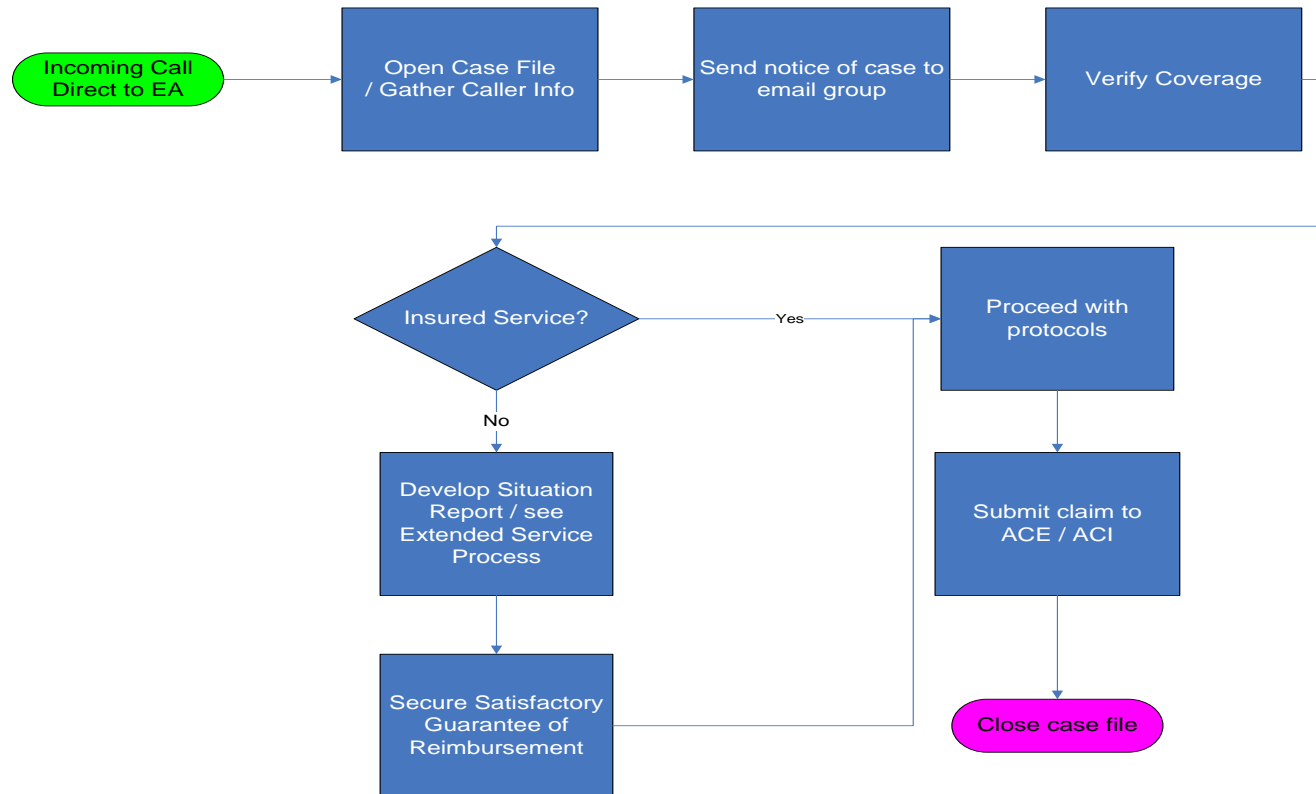 Incoming Call
Direct to EA
Open Case File
/ Gather Caller Info
Send notice of case to
email group
Verify Coverage
Insured Service?
Yes
Proceed with
protocols
No
Develop Situation
Report / see
Extended Service
Process
Submit claim to
ACE / ACI
Secure Satisfactory
Guarantee of
Reimbursement
Close case file